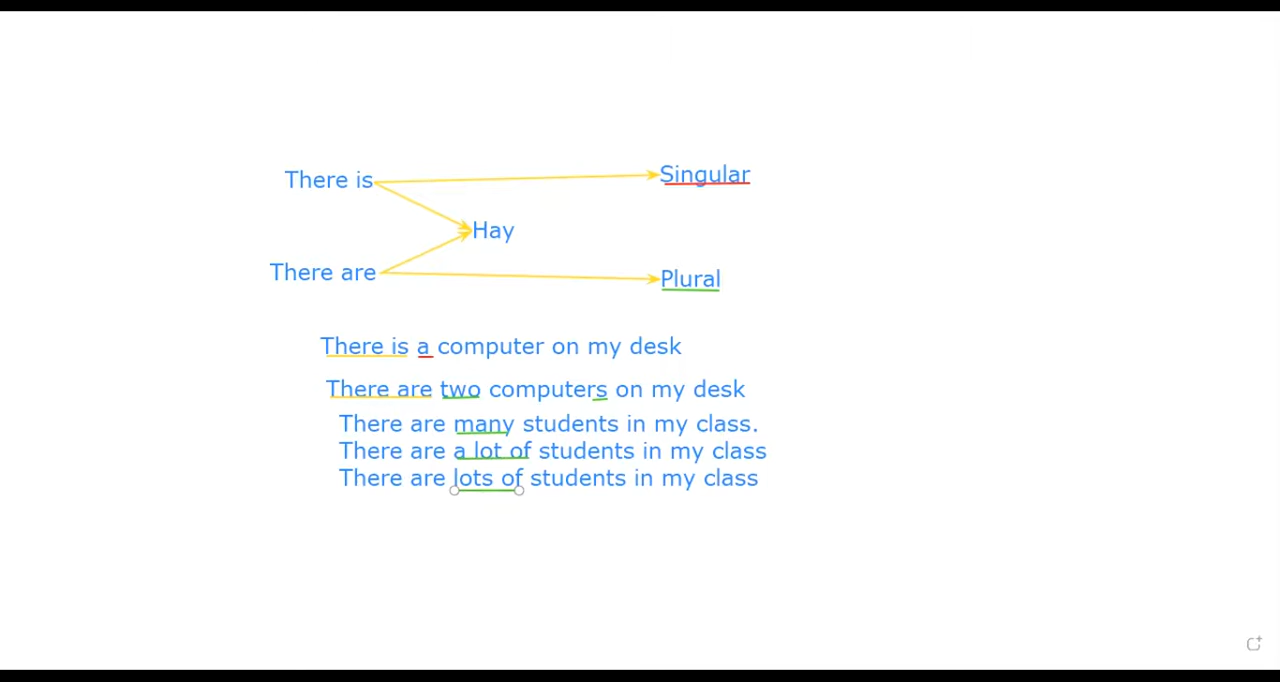 There is
Singular
Hay
There are
Plural
There is a computer on my desk
There are two computers on my desk
There are many students in my class.
There are a lot of students in my class
There are lots of students in my class